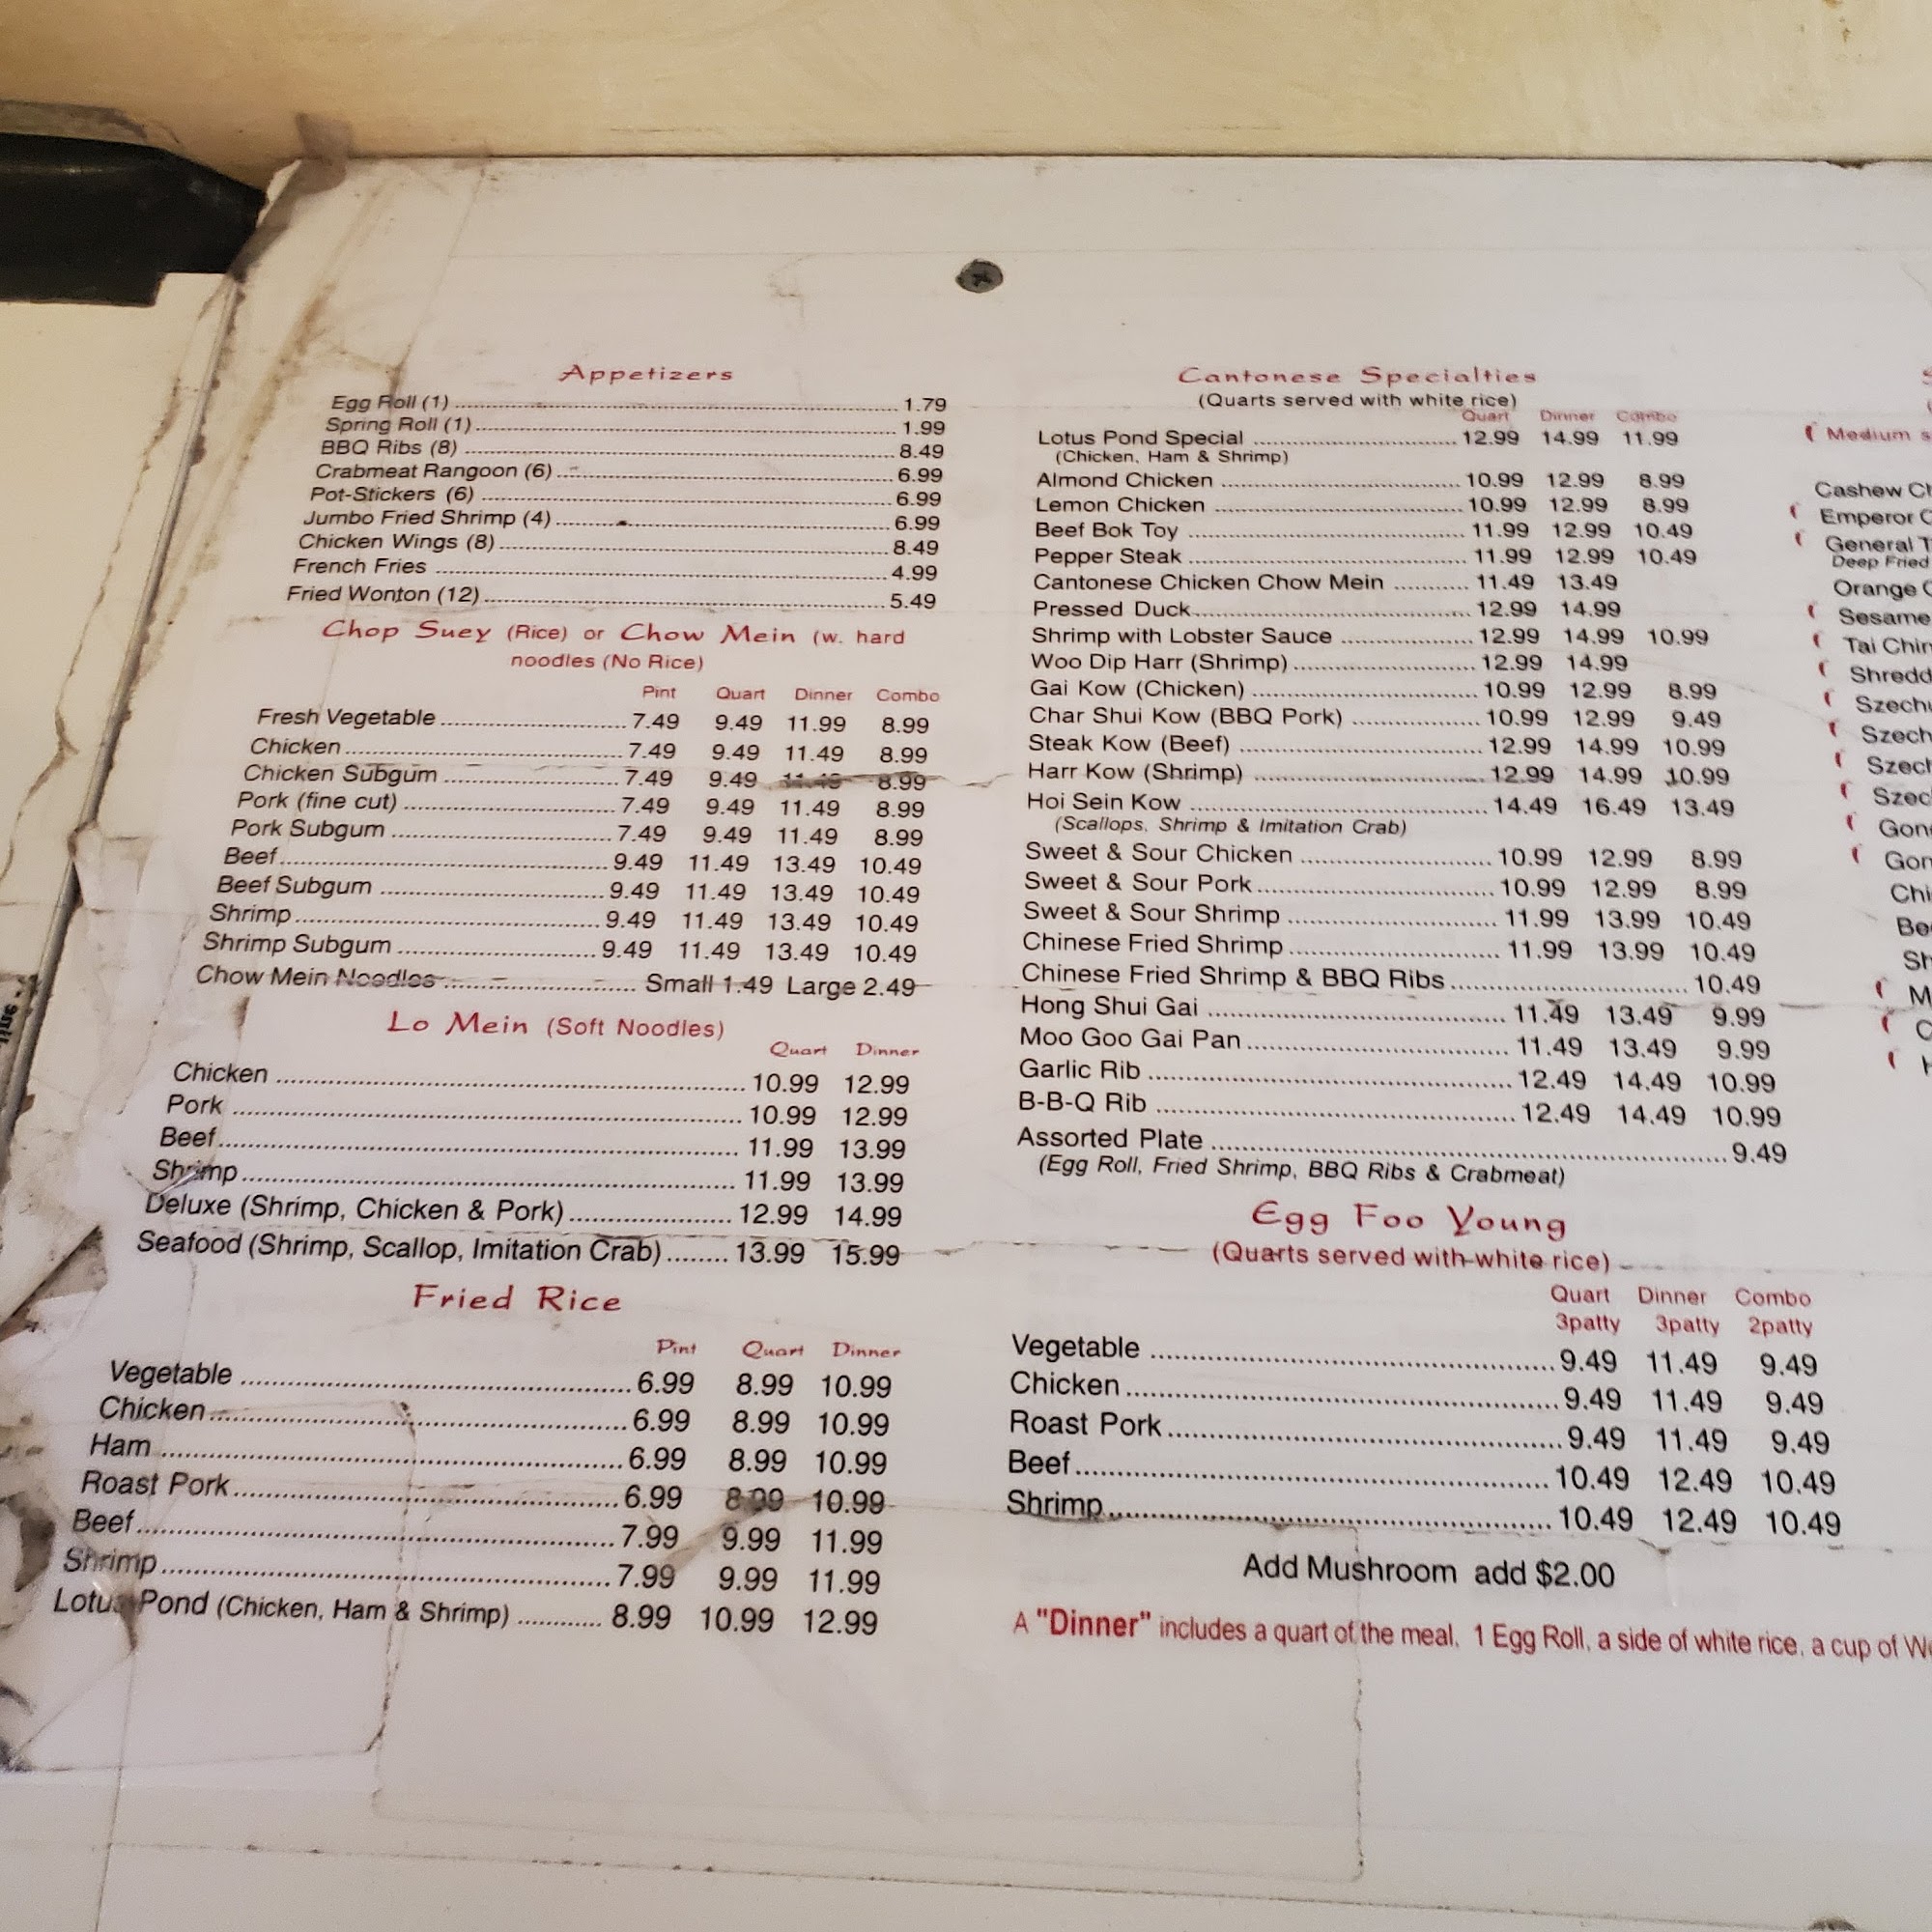 Appetizers
Egg Roll (1) 1.79
Spring Roll (1) 1.99
BBQ Ribs (8) 8.49
Crabmeat Rangoon (6) 6.99
Pot-Stickers (6) 6.99
Jumbo Fried Shrimp (4) 6.99
Chicken Wings (8) 8.49
French Fries 4.99
Fried Wonton (12) 5.49
Chop Suey (Rice) or Chow Mein (w. hard
noodles (No Rice)
Pint Quart Dinner Combo
Fresh Vegetable 7.49 9.49 11.99 8.99
Chicken 7.49 9.49 11.49 8.99
Chicken Subgum 7.49 9.49 11.49 8.99
Pork (fine cut) 7.49 9.49 11.49 8.99
Pork Subgum 7.49 9.49 11.49 8.99
Beef 9.49 11.49 13.49 10.49
Beef Subgum 9.49 11.49 13.49 10.49
Shrimp 9.49 11.49 13.49 10.49
Shrimp Subgum 9.49 11.49 13.49 10.49
Chow Mein Noodles Small 1.49 Large 2.49
Lo Mein (Soft Noodles)
Quart Dinner
Chicken 10.99 12.99
Pork 10.99 12.99
Beef 11.99 13.99
Shrimp 11.99 13.99
Deluxe (Shrimp, Chicken & Pork) 12.99 14.99
Seafood (Shrimp, Scallop, Imitation Crab) 13.99 15.99
Fried Rice
Pint Quart Dinner
Vegetable 6.99 8.99 10.99
Chicken 6.99 8.99 10.99
Ham 6.99 8.99 10.99
Roast Pork 6.99 8.99 10.99
Beef 7.99 9.99 11.99
Shrimp 7.99 9.99 11.99
Lotus Pond (Chicken, Ham & Shrimp) 8.99 10.99 12.99
Cantonese Specialties
(Quarts served with white rice)
Quart Dinner Combo
Lotus Pond Special 12.99 14.99 11.99
(Chicken, Ham & Shrimp)
Almond Chicken 10.99 12.99 8.99
Lemon Chicken 10.99 12.99 8.99
Beef Bok Toy 11.99 12.99 10.49
Pepper Steak 11.99 12.99 10.49
Cantonese Chicken Chow Mein 11.49 13.49
Pressed Duck 12.99 14.99
Shrimp with Lobster Sauce 12.99 14.99 10.99
Woo Dip Harr (Shrimp) 12.99 14.99
Gai Kow (Chicken) 10.99 12.99 8.99
Char Shui Kow (BBQ Pork) 10.99 12.99 9.49
Steak Kow (Beef) 12.99 14.99 10.99
Harr Kow (Shrimp) 12.99 14.99 10.99
Hoi Sein Kow 14.49 16.49 13.49
(Scallops, Shrimp & Imitation Crab)
Sweet & Sour Chicken 10.99 12.99 8.99
Sweet & Sour Pork 10.99 12.99 8.99
Sweet & Sour Shrimp 11.99 13.99 10.49
Chinese Fried Shrimp 11.99 13.99 10.49
Chinese Fried Shrimp & BBQ Ribs 10.49
Hong Shui Gai 11.49 13.49 9.99
Moo Goo Gai Pan 11.49 13.49 9.99
Garlic Rib 12.49 14.49 10.99
B-B-Q Rib 12.49 14.49 10.99
Assorted Plate 9.49
(Egg Roll, Fried Shrimp, BBQ Ribs & Crabmeat)
Egg Foo Young
(Quarts served with white rice)
Quart Dinner Combo
3patty 3patty 2patty
Vegetable 9.49 11.49 9.49
Chicken 9.49 11.49 9.49
Roast Pork 9.49 11.49 9.49
Beef 10.49 12.49 10.49
Shrimp 10.49 12.49 10.49
Add Mushroom add $2.00
A "Dinner" includes a quart of the meal, 1 Egg Roll, a side of white rice, a cup of
Medium
Cashew
Emperor
General
Deep Fried
Orange
Sesame
Tai